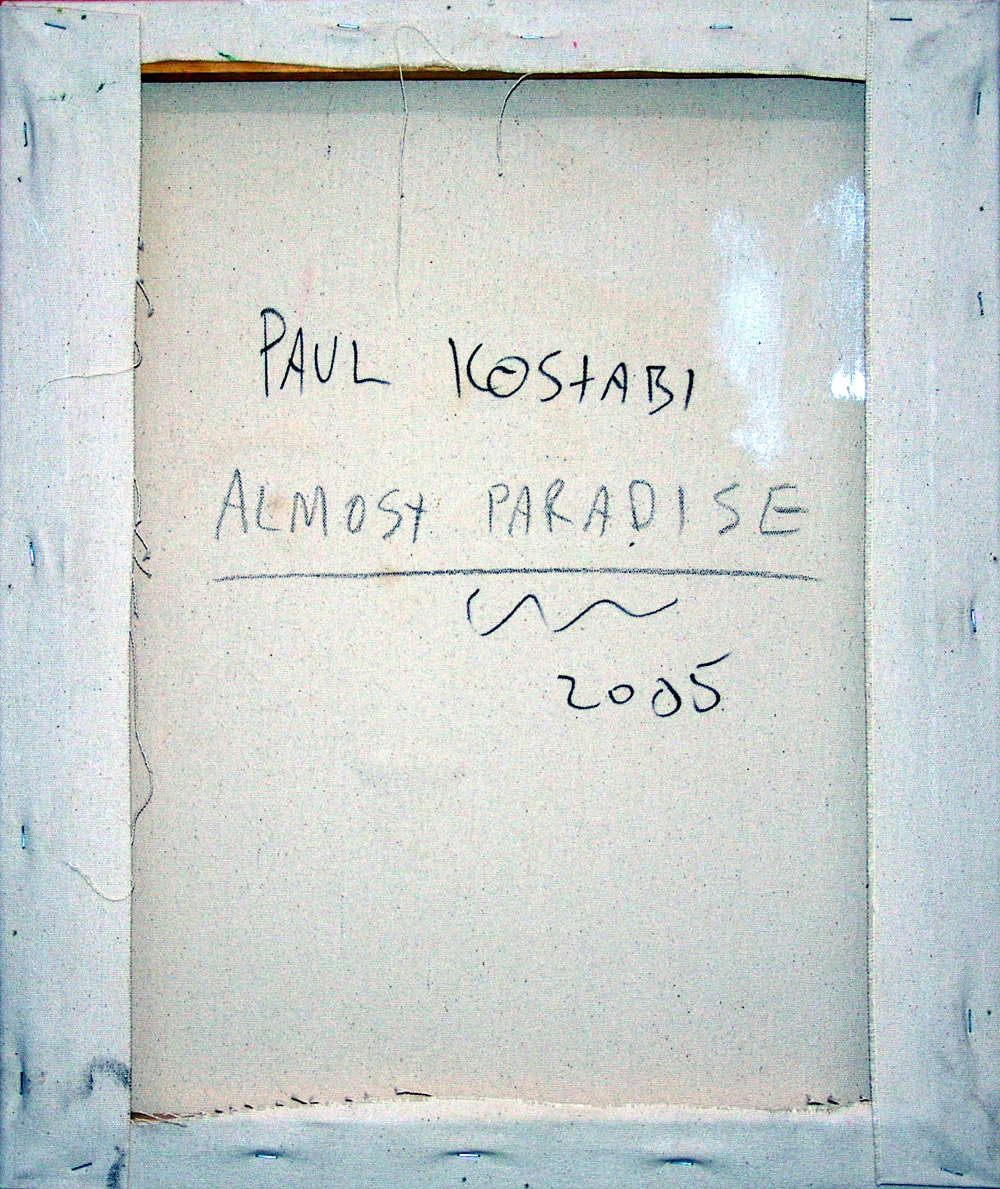 PAUL KOSTABI
ALMOST PARADISE
2005